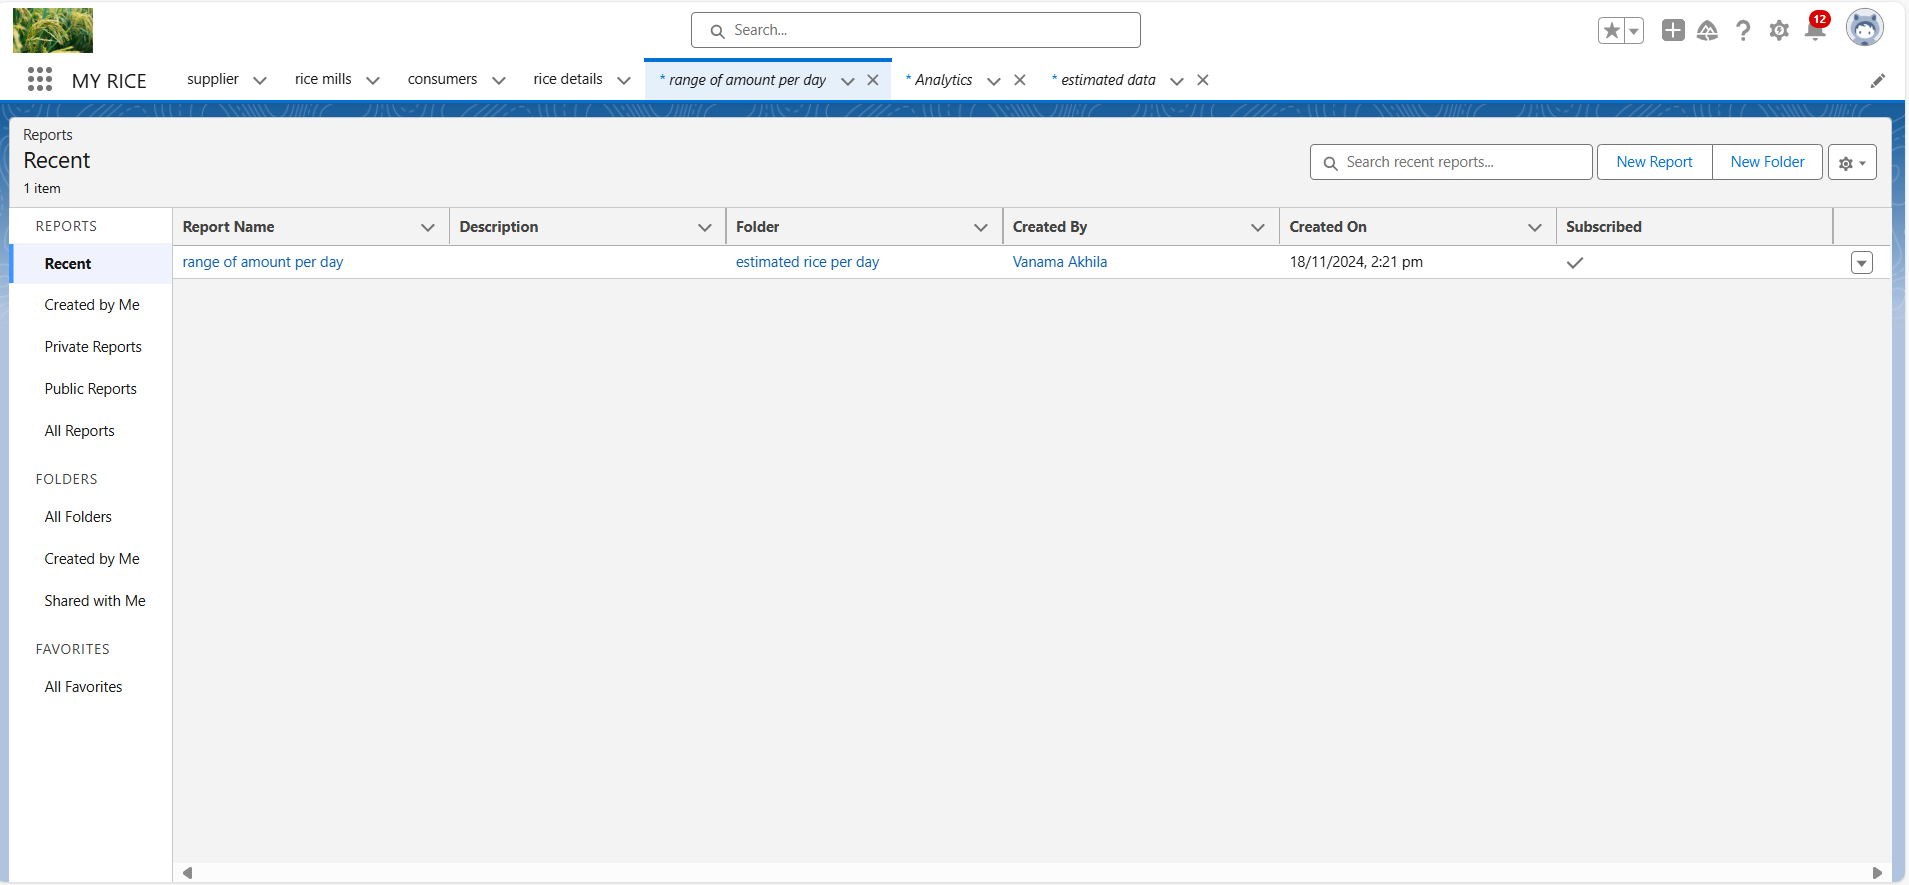 Search...
12
MY RICE
supplier
rice mills
consumers
rice details
* range of amount per day
* Analytics
* estimated data
Reports
Recent
1 item
Search recent reports...
New Report
New Folder
REPORTS
Recent
Created by Me
Private Reports
Public Reports
All Reports
FOLDERS
All Folders
Created by Me
Shared with Me
FAVORITES
All Favorites
Report Name Description Folder Created By Created On Subscribed
range of amount per day estimated rice per day Vanama Akhila 18/11/2024, 2:21 pm